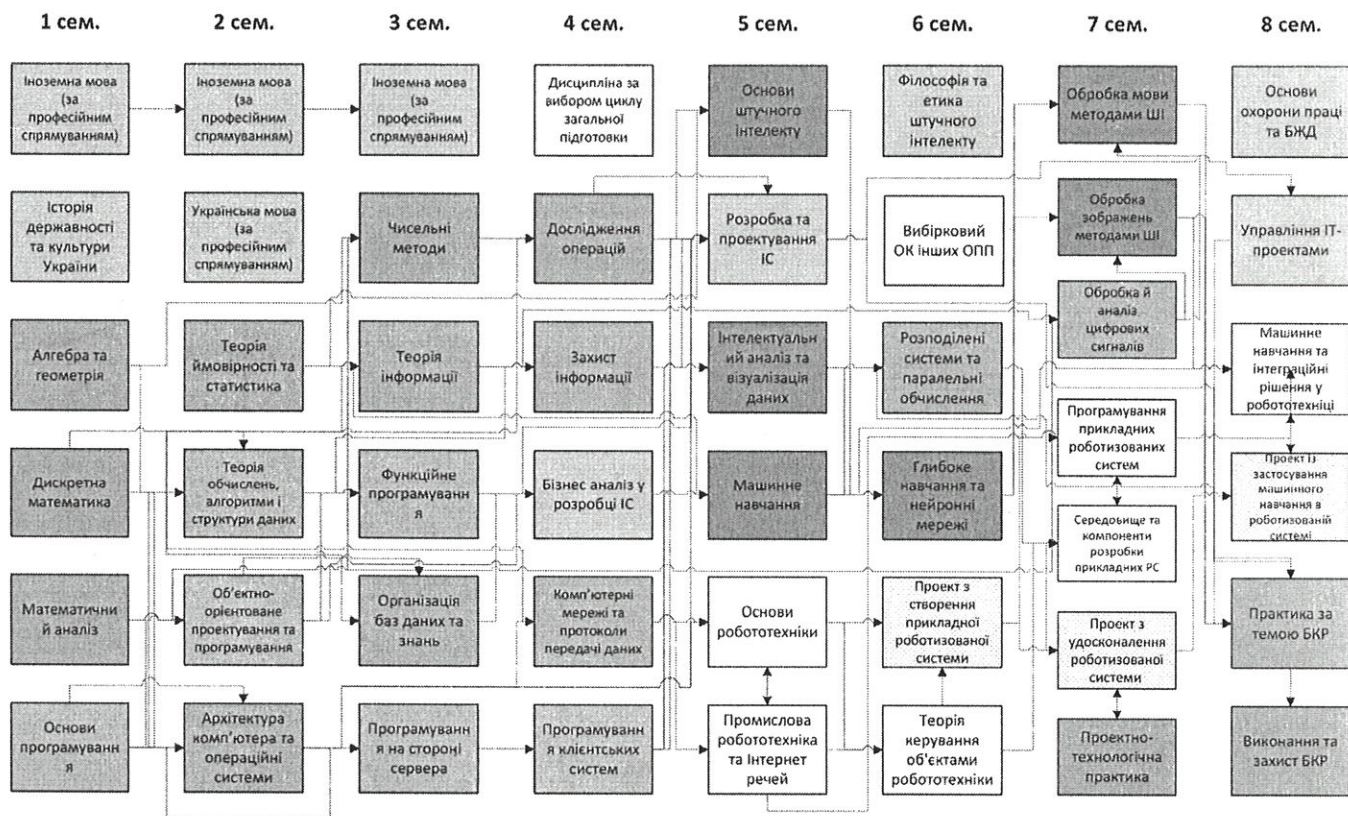 1 сем.
2 сем.
3 сем.
4 сем.
5 сем.
6 сем.
7 сем.
8 сем.
Іноземна мова
(за
професійним
спрямуванням)
Іноземна мова
(за
професійним
спрямуванням)
Іноземна мова
(за
професійним
спрямуванням)
Дисципліна за
вибором циклу
загальної
підготовки
Основи
штучного
інтелекту
Філософія та
етика
штучного
інтелекту
Обробка мови
методами ШІ
Основи
охорони праці
та БЖД
Історія
державності
та культури
України
Українська мова
(за
професійним
спрямуванням)
Чисельні
методи
Дослідження
операцій
Розробка та
проектування
ІС
Вибірковий
ОК інших ОПП
Обробка
зображень
методами ШІ
Управління ІТ-
проектами
Алгебра та
геометрія
Теорія
ймовірності та
статистика
Теорія
інформації
Захист
інформації
Інтелектуальн
ий аналіз та
візуалізація
даних
Розподілені
системи та
паралельні
обчислення
Обробка й
аналіз
цифрових
сигналів
Машинне
навчання та
інтеграційні
рішення у
робототехніці
Дискретна
математика
Теорія
обчислень,
алгоритми і
структури даних
Функційне
програмуванн
я
Бізнес аналіз у
розробці ІС
Машинне
навчання
Глибоке
навчання та
нейронні
мережі
Програмування
прикладних
роботизованих
систем
Проект із
застосування
машинного
навчання в
роботизованій
системі
Середовище та
компоненти
розробки
прикладних РС
Математични
й аналіз
Об'єктно-
орієнтоване
проектування та
програмування
Організація
баз даних та
знань
Комп'ютерні
мережі та
протоколи
передачі даних
Основи
робототехніки
Проект з
створення
прикладної
роботизованої
системи
Проект з
удосконалення
роботизованої
системи
Практика за
темою БКР
Основи
програмуванн
я
Архітектура
комп'ютера та
операційні
системи
Програмуванн
я на стороні
сервера
Програмуванн
я клієнтських
систем
Промислова
робототехніка
та Інтернет
речей
Теорія
керування
об'єктами
робототехніки
Проектно-
технологічна
практика
Виконання та
захист БКР